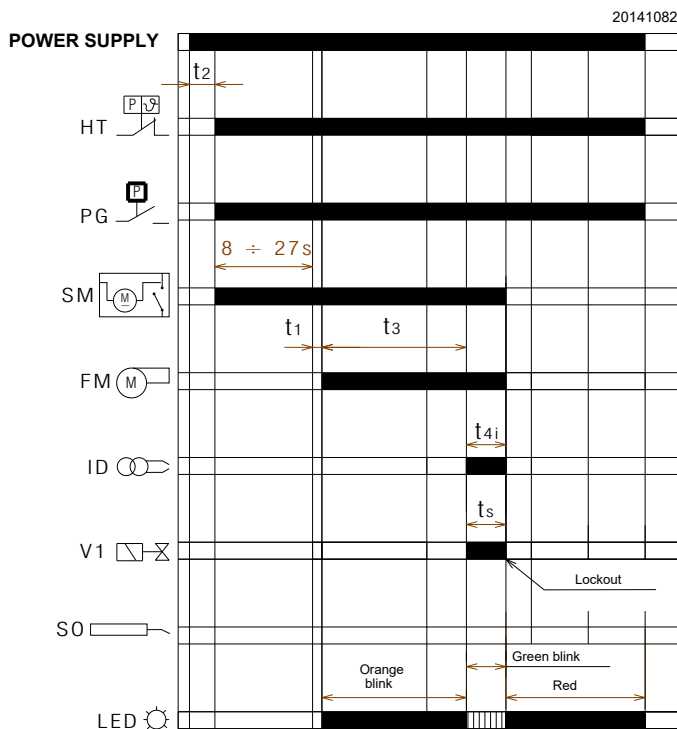 20141082
POWER SUPPLY
t2
P ϑ
HT
P
PG
8 ÷ 27s
SM
M
t1
t3
FM
M
t4i
ID
ts
V1
Lockout
SO
Green blink
Orange
blink
Red
LED